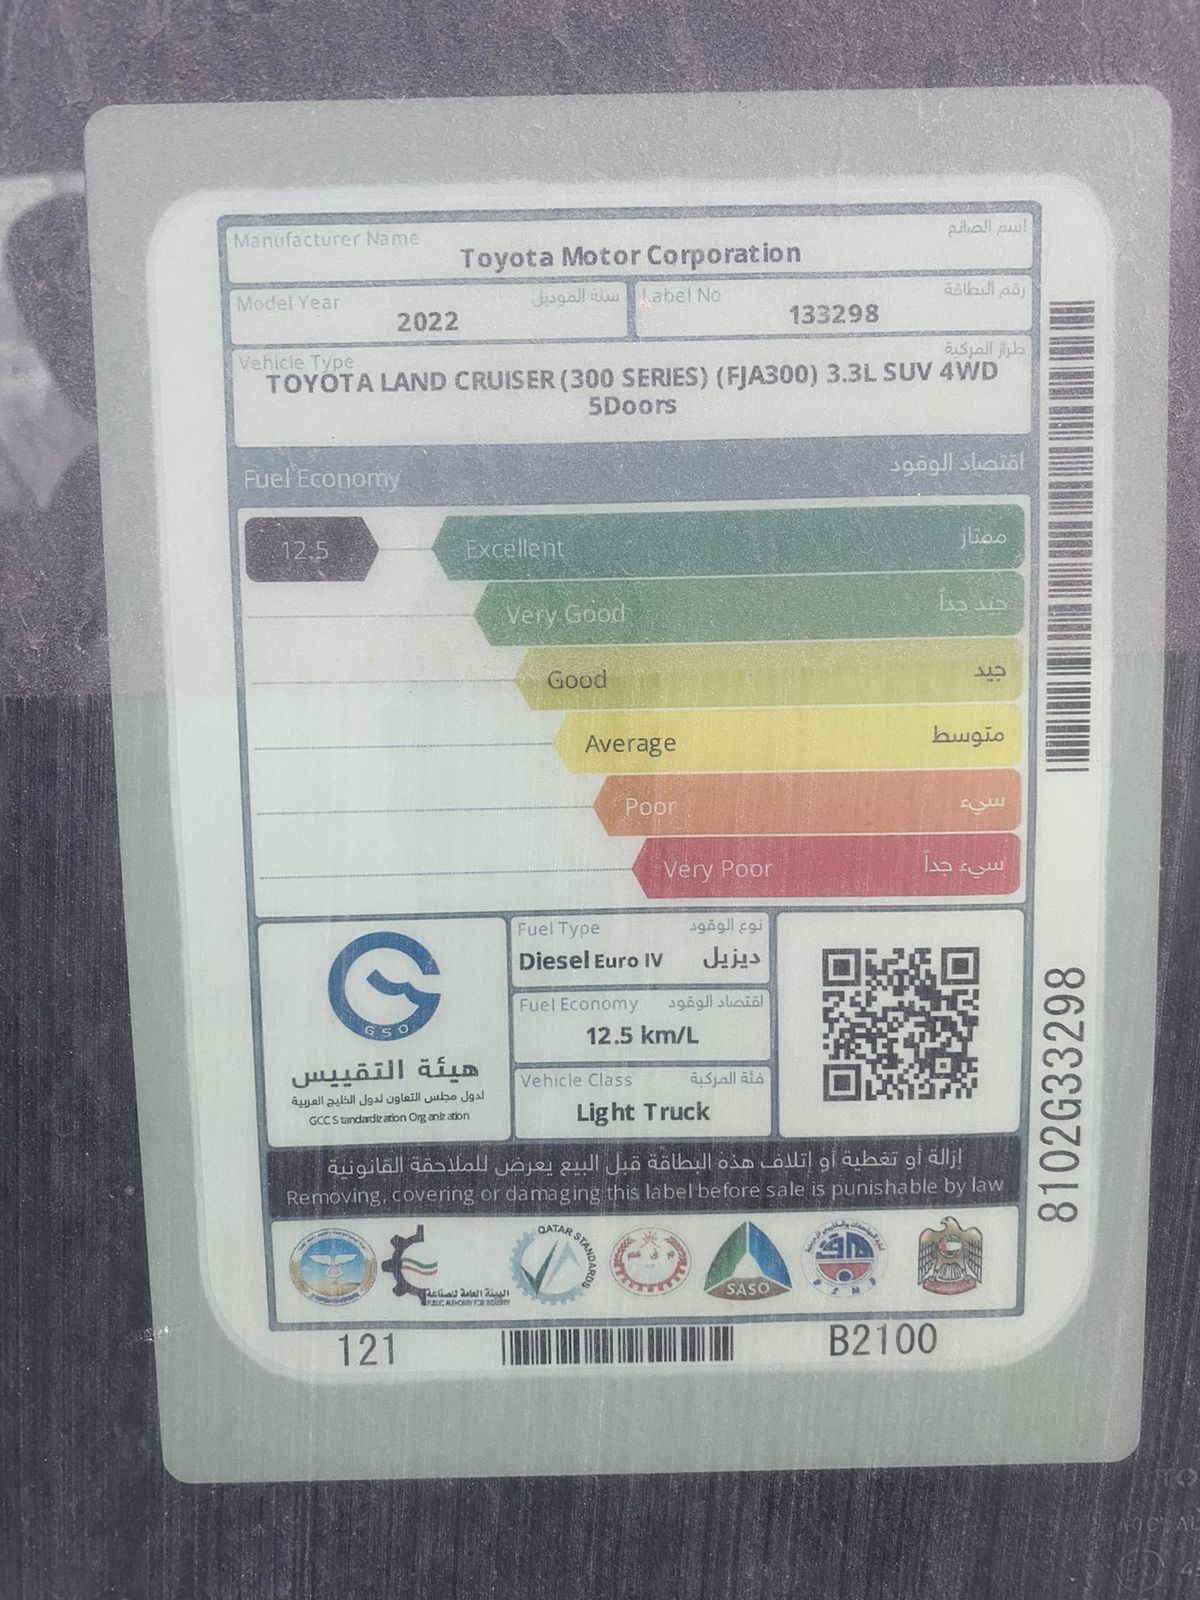 Manufacturer Name
اسم الصانع
Toyota Motor Corporation
Model Year
سنة الموديل
2022
Label No
رقم البطاقة
133298
Vehicle Type
طراز المركبة
TOYOTA LAND CRUISER (300 SERIES) (FJA300) 3.3L SUV 4WD
5Doors
Fuel Economy
اقتصاد الوقود
12.5
Excellent
ممتاز
Very Good
جيد جداً
Good
جيد
Average
متوسط
Poor
سيء
Very Poor
سيء جداً
GSO
هيئة التقييس
لدول مجلس التعاون لدول الخليج العربية
GCC Standardization Organization
Fuel Type
نوع الوقود
Diesel Euro IV
ديزيل
Fuel Economy
اقتصاد الوقود
12.5 km/L
Vehicle Class
فئة المركبة
Light Truck
إزالة أو تغطية أو إتلاف هذه البطاقة قبل البيع يعرض للملاحقة القانونية
Removing, covering or damaging this label before sale is punishable by law
الهيئة العامة للصناعة
PUBLIC AUTHORITY FOR INDUSTRY
QATAR STANDARDS
SASO
BSMD
121
B2100
8102G33298